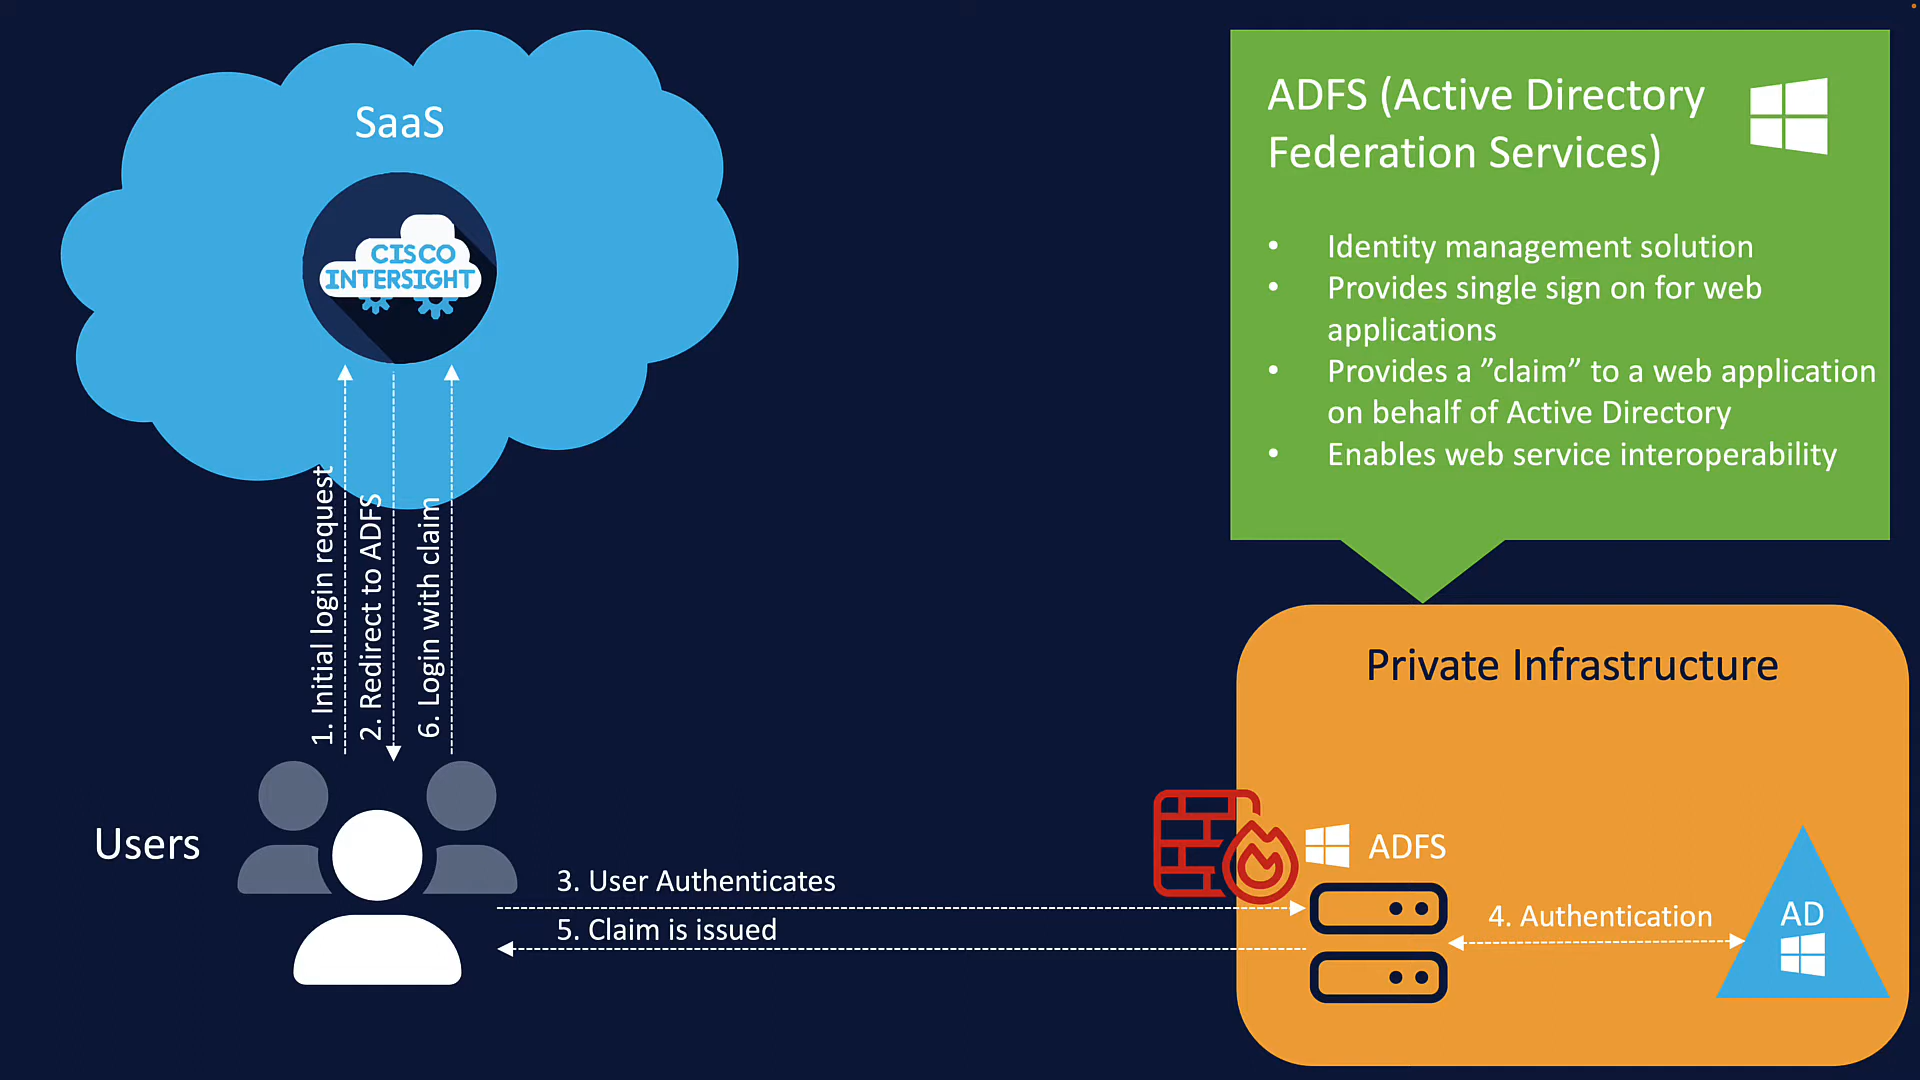 SaaS
CISCO
INTERSIGHT
1. Initial login request
2. Redirect to ADFS
6. Login with claim
Users
3. User Authenticates
5. Claim is issued
ADFS (Active Directory
Federation Services)
• Identity management solution
• Provides single sign on for web
applications
• Provides a ”claim” to a web application
on behalf of Active Directory
• Enables web service interoperability
Private Infrastructure
ADFS
4. Authentication
AD